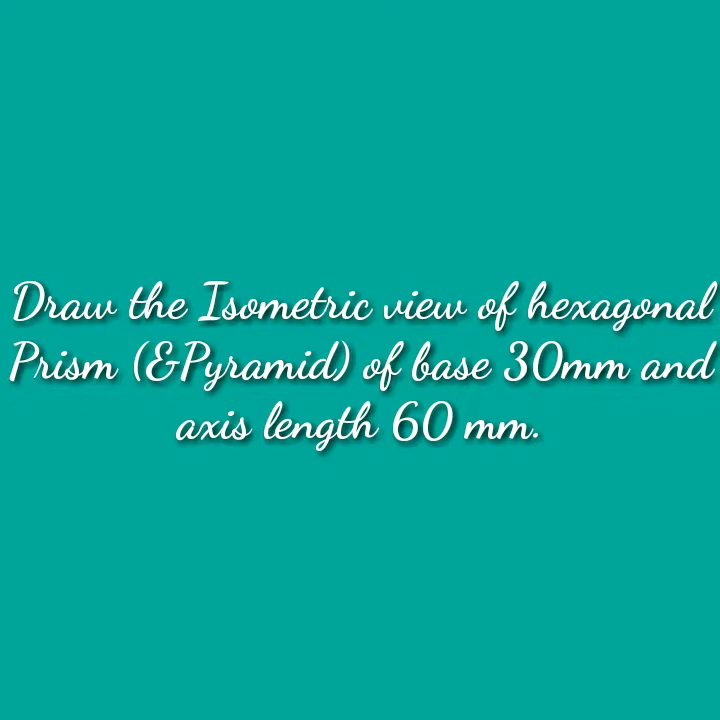 Draw the Isometric view of hexagonal
Prism (&Pyramid) of base 30mm and
axis length 60 mm.